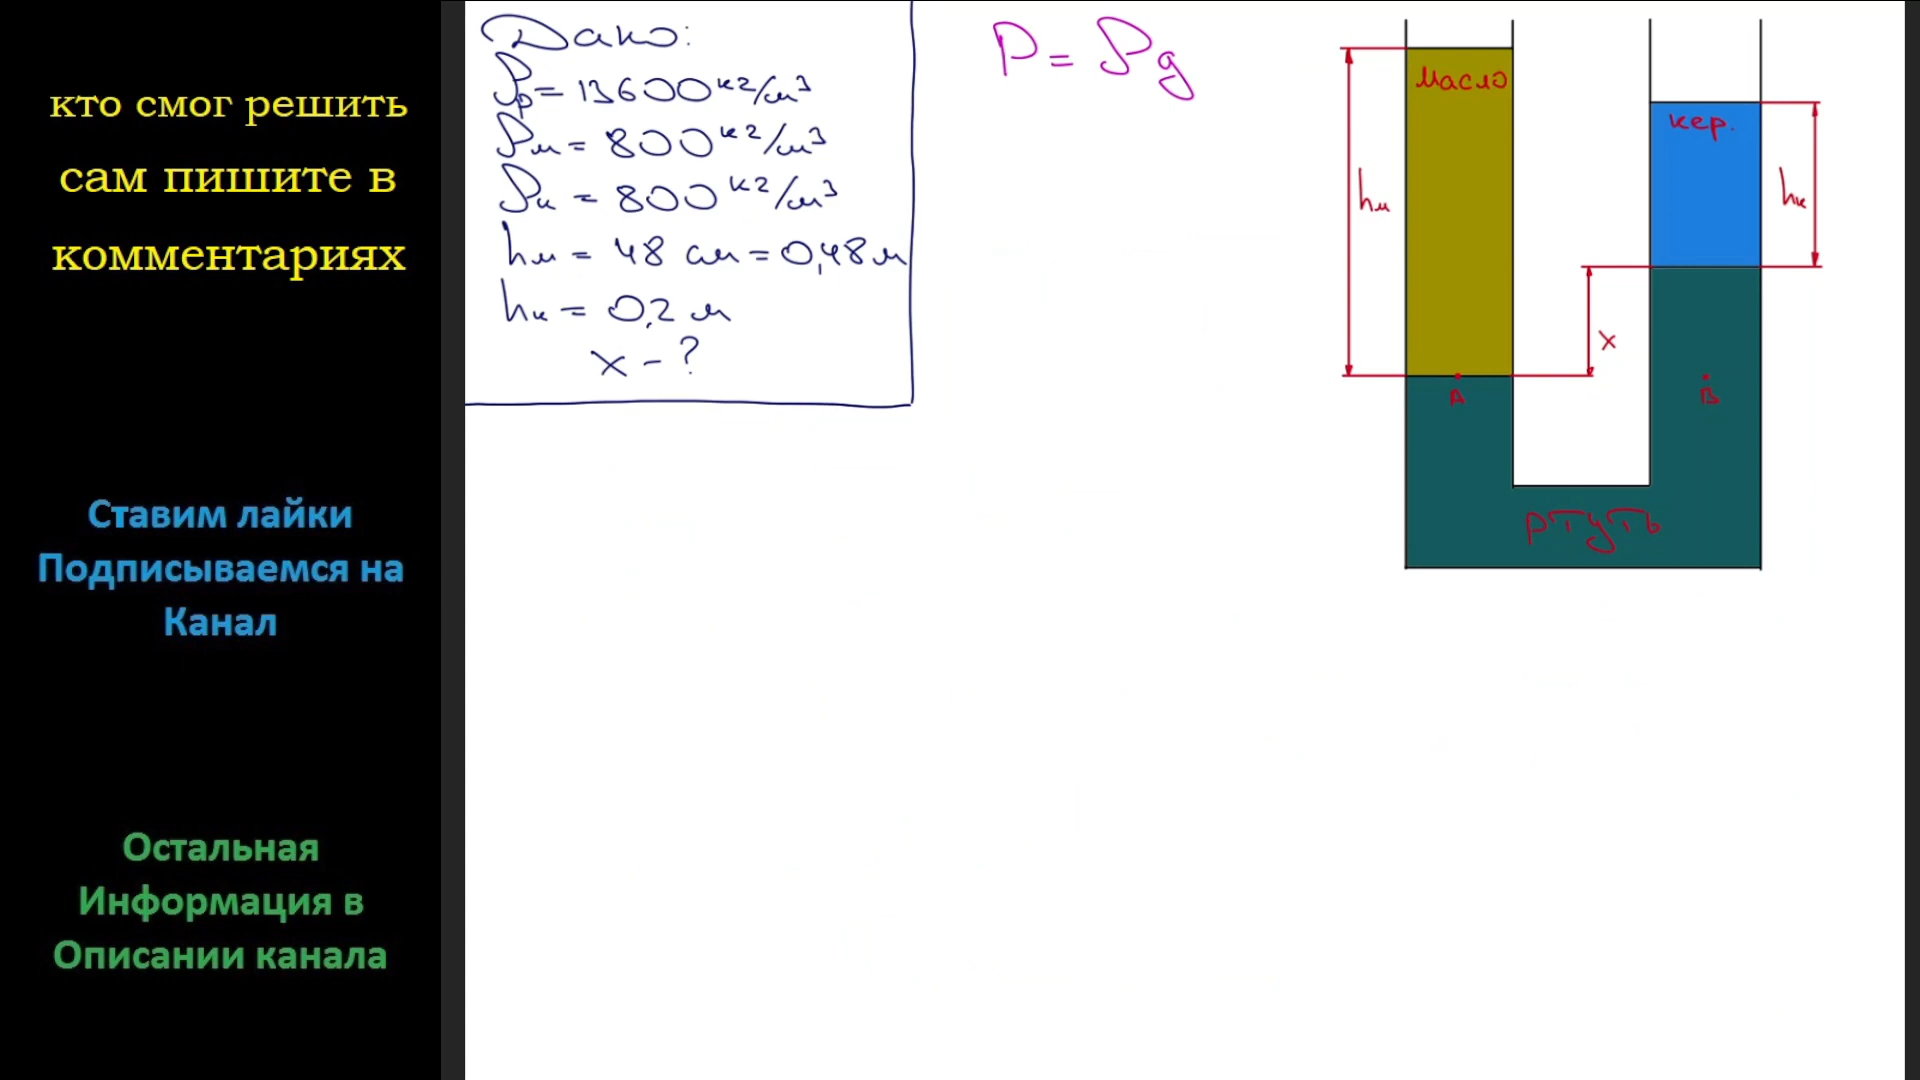 кто смог решить
сам пишите в
комментариях
Ставим лайки
Подписываемся на
Канал
Остальная
Информация в
Описании канала
Дано:
ρр = 13600 кг/м³
ρм = 800 кг/м³
ρк = 800 кг/м³
hм = 48 см = 0,48 м
hк = 0,2 м
x - ?
P = ρg
масло
кер.
hм
hк
x
A
B
ртуть